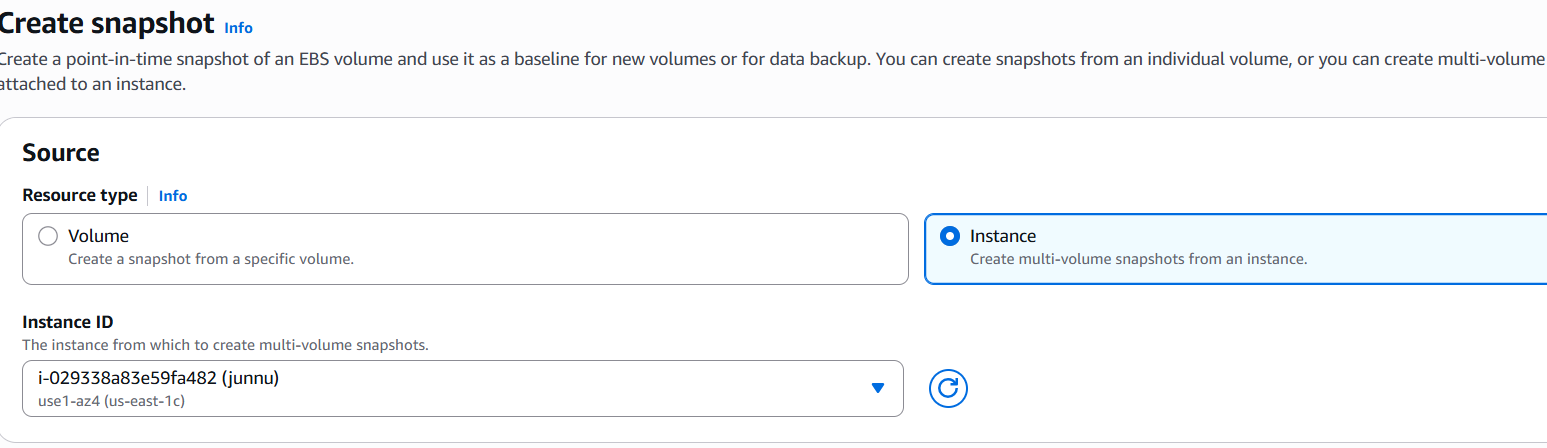 Create snapshot Info
Create a point-in-time snapshot of an EBS volume and use it as a baseline for new volumes or for data backup. You can create snapshots from an individual volume, or you can create multi-volume
attached to an instance.
Source
Resource type Info
Volume
Create a snapshot from a specific volume.
Instance
Create multi-volume snapshots from an instance.
Instance ID
The instance from which to create multi-volume snapshots.
i-029338a83e59fa482 (junnu)
use1-az4 (us-east-1c)